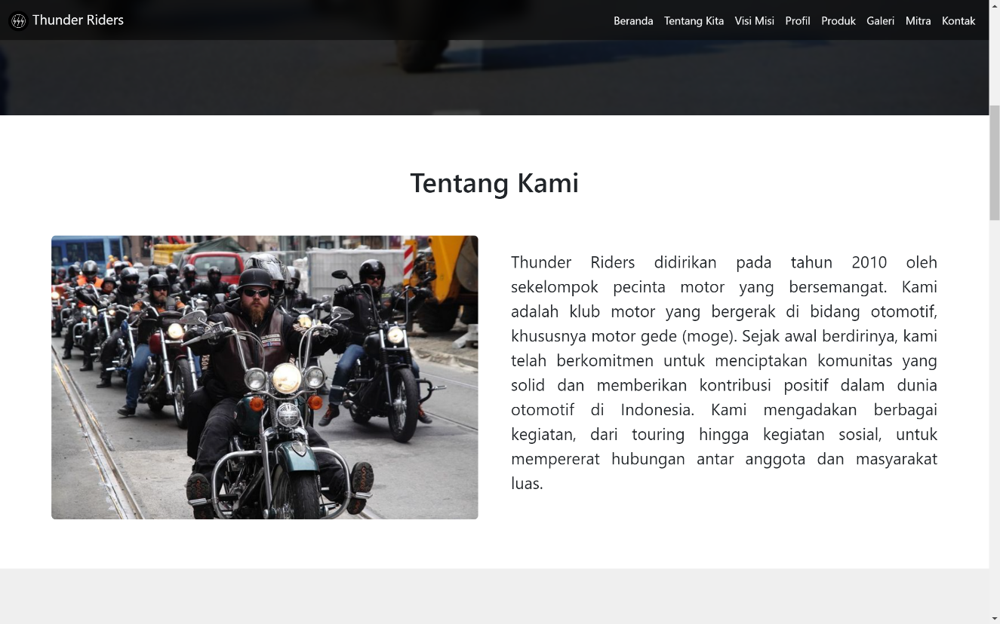 Thunder Riders
Beranda Tentang Kita Visi Misi Profil Produk Galeri Mitra Kontak
Tentang Kami
Thunder Riders didirikan pada tahun 2010 oleh
sekelompok pecinta motor yang bersemangat. Kami
adalah klub motor yang bergerak di bidang otomotif,
khususnya motor gede (moge). Sejak awal berdirinya, kami
telah berkomitmen untuk menciptakan komunitas yang
solid dan memberikan kontribusi positif dalam dunia
otomotif di Indonesia. Kami mengadakan berbagai
kegiatan, dari touring hingga kegiatan sosial, untuk
mempererat hubungan antar anggota dan masyarakat
luas.